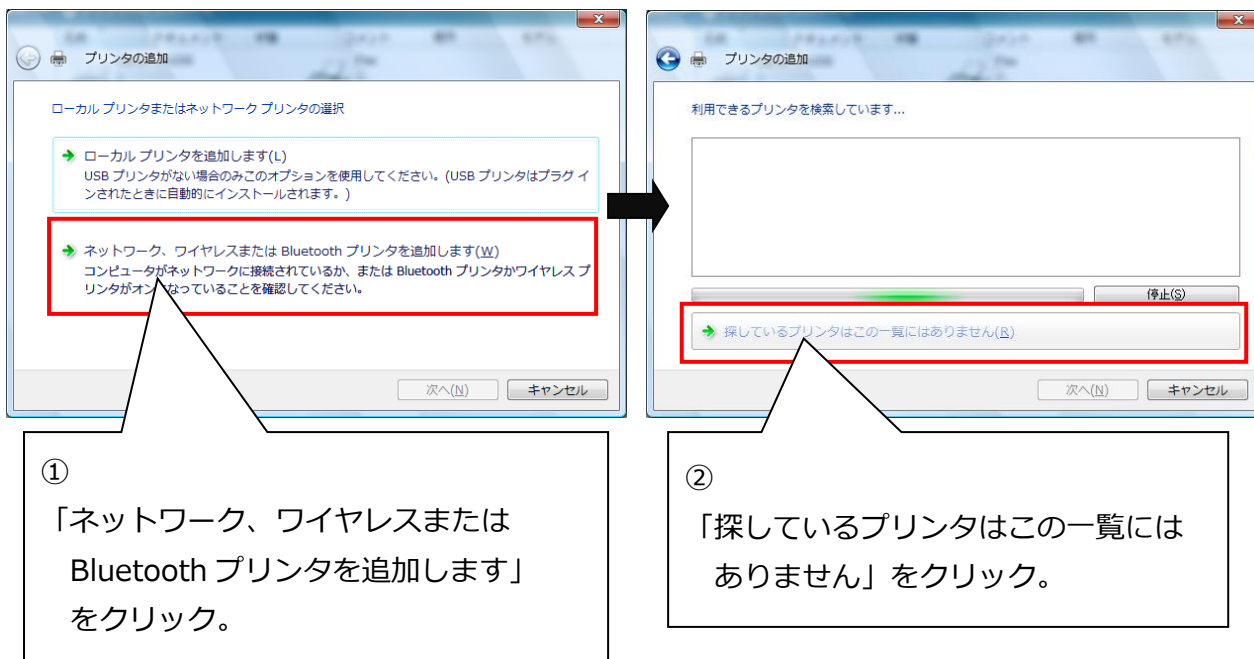 プリンタの追加
ローカル プリンタまたはネットワーク プリンタの選択
ローカル プリンタを追加します(L)
USB プリンタがない場合のみこのオプションを使用してください。(USB プリンタはプラグ イ
ンされたときに自動的にインストールされます。)
ネットワーク、ワイヤレスまたは Bluetooth プリンタを追加します(W)
コンピュータがネットワークに接続されているか、または Bluetooth プリンタかワイヤレス プ
リンタがオンになっていることを確認してください。
次へ(N)
キャンセル
①
「ネットワーク、ワイヤレスまたは
Bluetooth プリンタを追加します」
をクリック。
プリンタの追加
利用できるプリンタを検索しています...
停止(S)
探しているプリンタはこの一覧にはありません(R)
次へ(N)
キャンセル
②
「探しているプリンタはこの一覧には
ありません」をクリック。